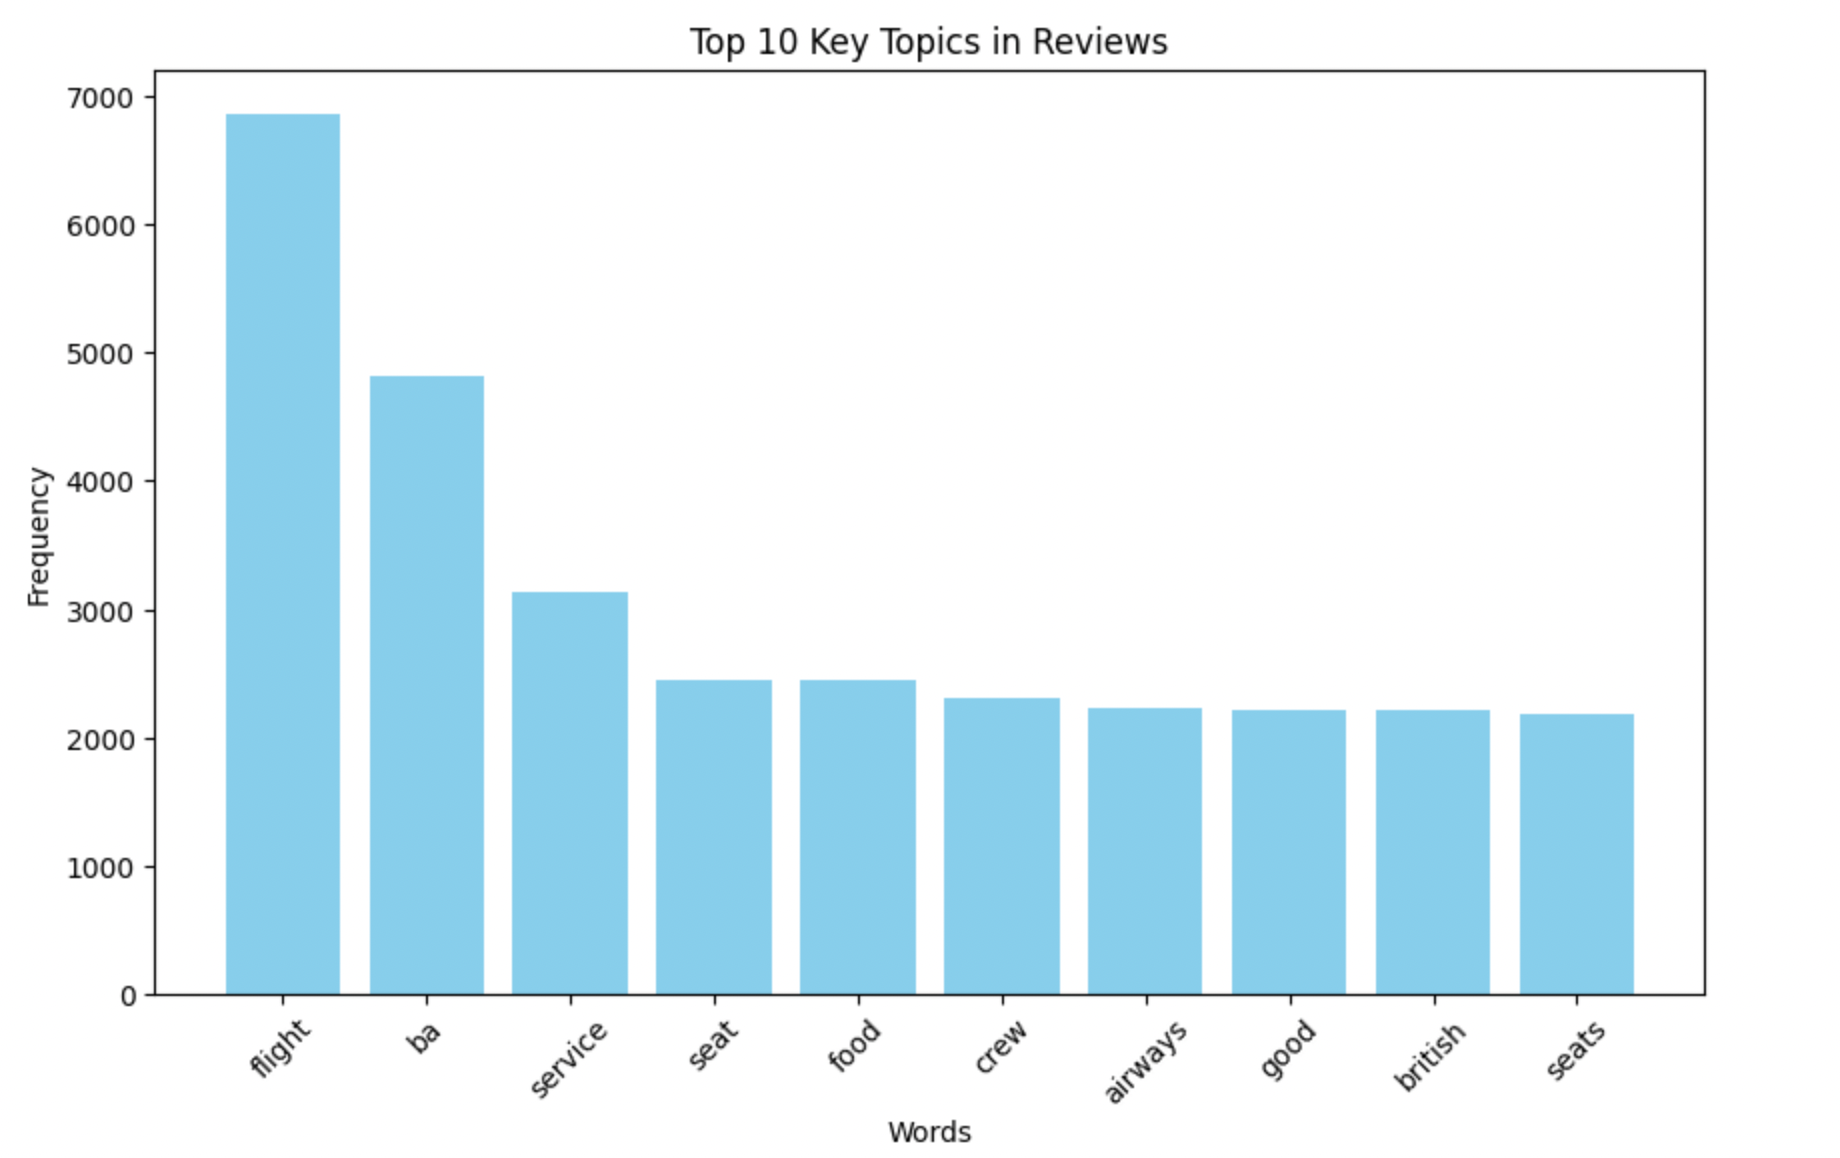 Top 10 Key Topics in Reviews
7000
6000
5000
4000
3000
2000
1000
0
Frequency
flight
ba
service
seat
food
crew
airways
good
british
seats
Words